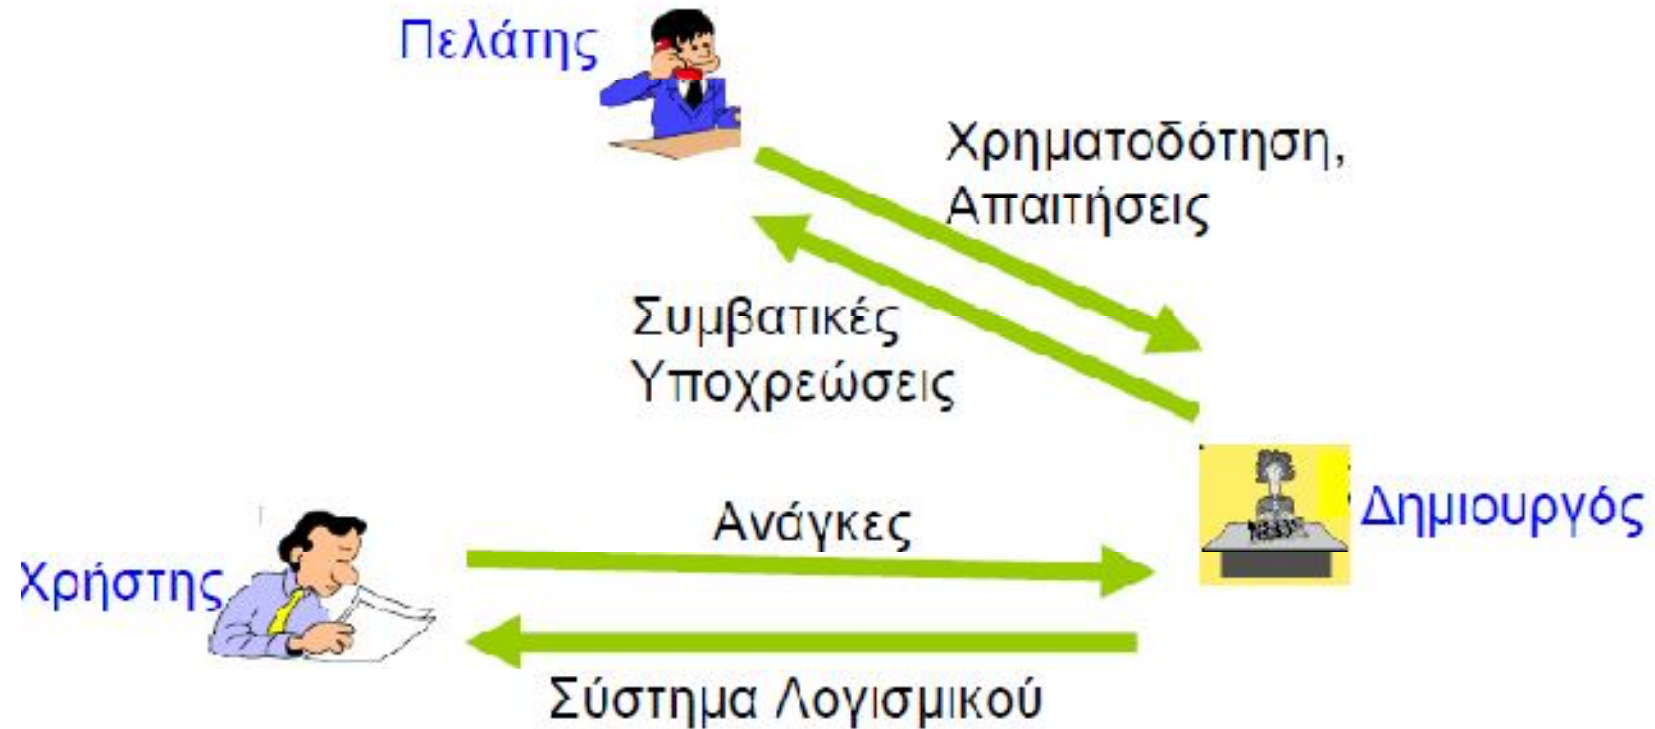 Πελάτης
Χρηματοδότηση,
Απαιτήσεις
Συμβατικές
Υποχρεώσεις
Ανάγκες
Δημιουργός
Χρήστης
Σύστημα Λογισμικού